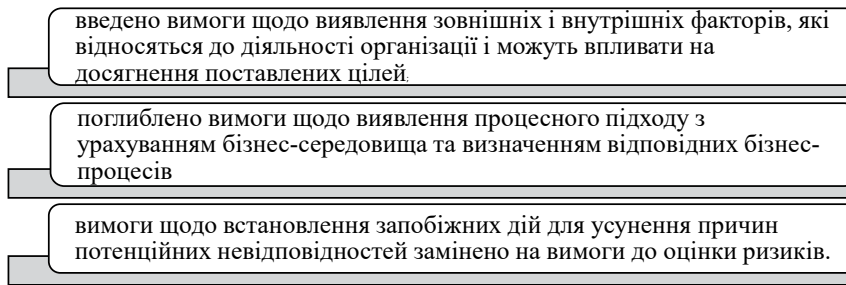 введено вимоги щодо виявлення зовнішніх і внутрішніх факторів, які
відносяться до діяльності організації і можуть впливати на
досягнення поставлених цілей;
поглиблено вимоги щодо виявлення процесного підходу з
урахуванням бізнес-середовища та визначенням відповідних бізнес-
процесів
вимоги щодо встановлення запобіжних дій для усунення причин
потенційних невідповідностей замінено на вимоги до оцінки ризиків.